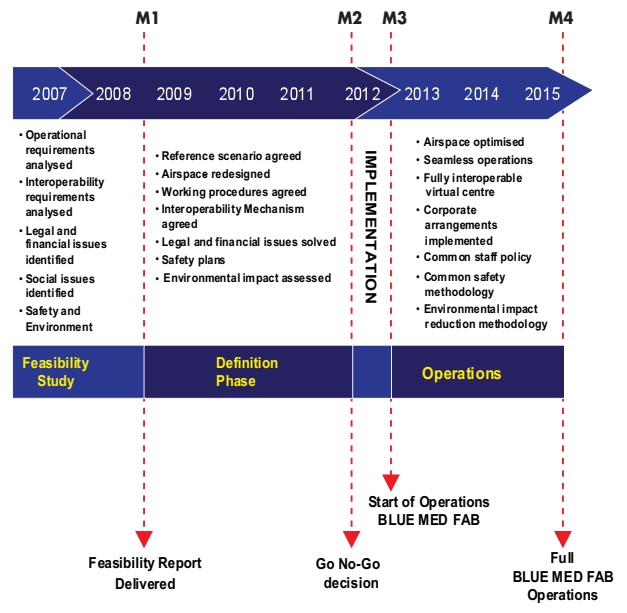 M1
M2
M3
M4
2007
2008
2009
2010
2011
2012
2013
2014
2015
• Operational
requirements
analysed
• Interoperability
requirements
analysed
• Legal and
financial issues
identified
• Social issues
identified
• Safety and
Environment
• Reference scenario agreed
• Airspace redesigned
• Working procedures agreed
• Interoperability Mechanism
agreed
• Legal and financial issues solved
• Safety plans
• Environmental impact assessed
IMPLEMENTATION
• Airspace optimised
• Seamless operations
• Fully interoperable
virtual centre
• Corporate
arrangements
implemented
• Common staff policy
• Common safety
methodology
• Environmental impact
reduction methodology
Feasibility
Study
Definition
Phase
Operations
Start of Operations
BLUE MED FAB
Feasibility Report
Delivered
Go No-Go
decision
Full
BLUE MED FAB
Operations